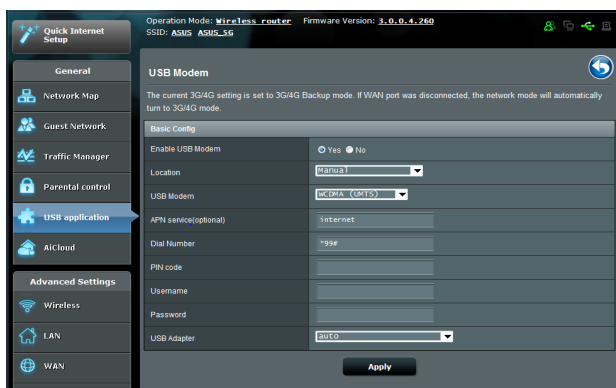 Quick Internet
Setup
Operation Mode: Wireless router Firmware Version: 3.0.0.4.260
SSID: ASUS ASUS_5G
General
Network Map
Guest Network
Traffic Manager
Parental control
USB application
AiCloud
Advanced Settings
Wireless
LAN
WAN
USB Modem
The current 3G/4G setting is set to 3G/4G Backup mode. If WAN port was disconnected, the network mode will automatically
turn to 3G/4G mode.
Basic Config
Enable USB Modem Yes No
Location Manual
USB Modem WCDMA (UMTS)
APN service(optional) internet
Dial Number *99#
PIN code
Username
Password
USB Adapter auto
Apply